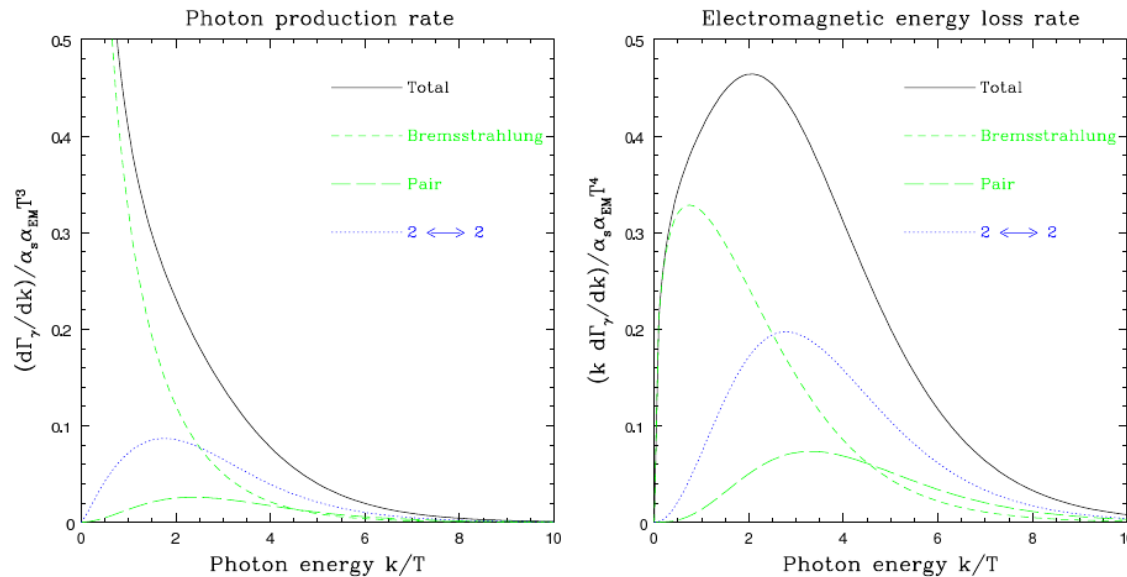 Photon production rate
0.5
0.4
0.3
0.2
0.1
0
(dΓγ/dk)/αsαEMT³
Total
Bremsstrahlung
Pair
2 ⟷ 2
0 2 4 6 8 10
Photon energy k/T
Electromagnetic energy loss rate
0.5
0.4
0.3
0.2
0.1
0
(k dΓγ/dk)/αsαEMT⁴
Total
Bremsstrahlung
Pair
2 ⟷ 2
0 2 4 6 8 10
Photon energy k/T